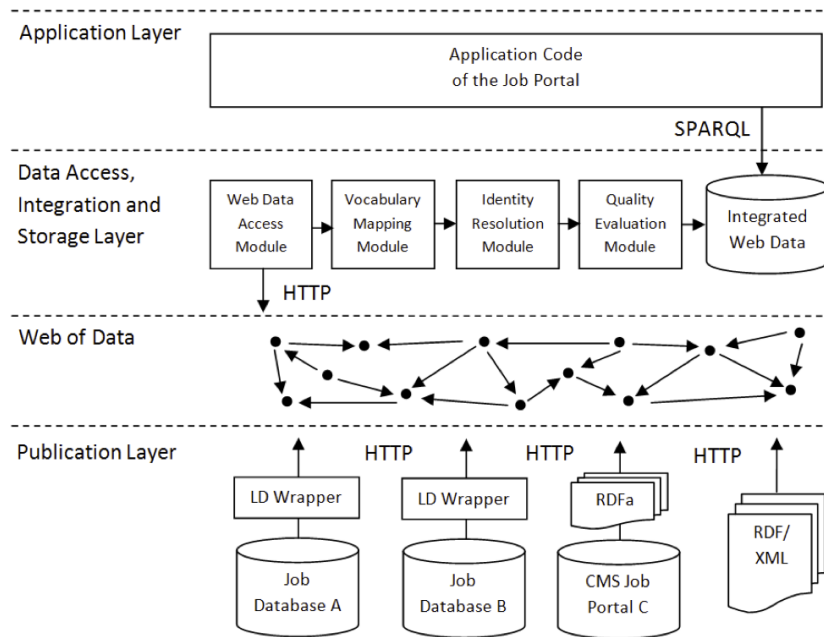 Application Layer
Application Code
of the Job Portal
SPARQL
Data Access,
Integration and
Storage Layer
Web Data
Access
Module
Vocabulary
Mapping
Module
Identity
Resolution
Module
Quality
Evaluation
Module
Integrated
Web Data
HTTP
Web of Data
Publication Layer
HTTP
HTTP
HTTP
LD Wrapper
LD Wrapper
RDFa
RDF/
XML
Job
Database A
Job
Database B
CMS Job
Portal C